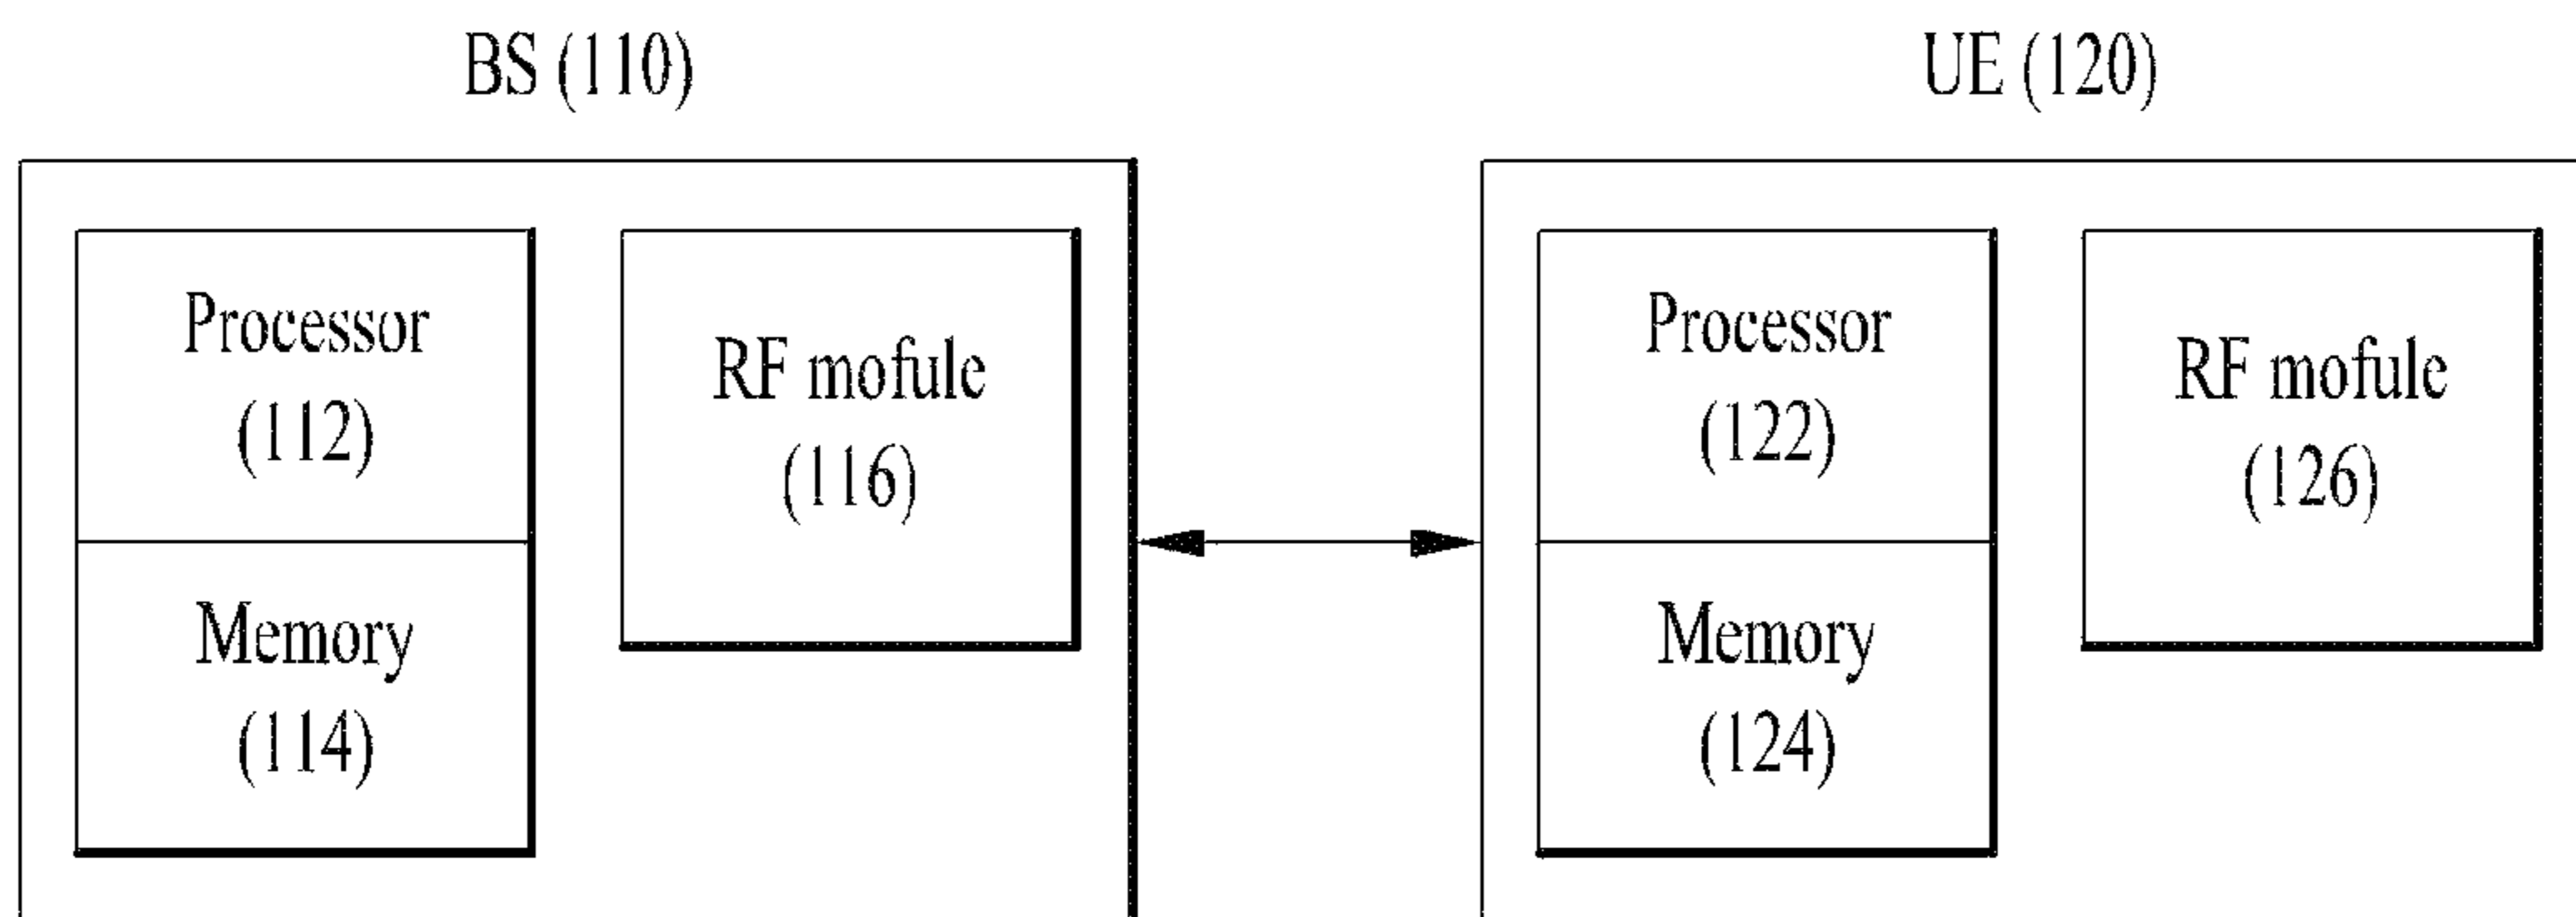 BS (110)
Processor
(112)
Memory
(114)
RF mofule
(116)
UE (120)
Processor
(122)
Memory
(124)
RF mofule
(126)